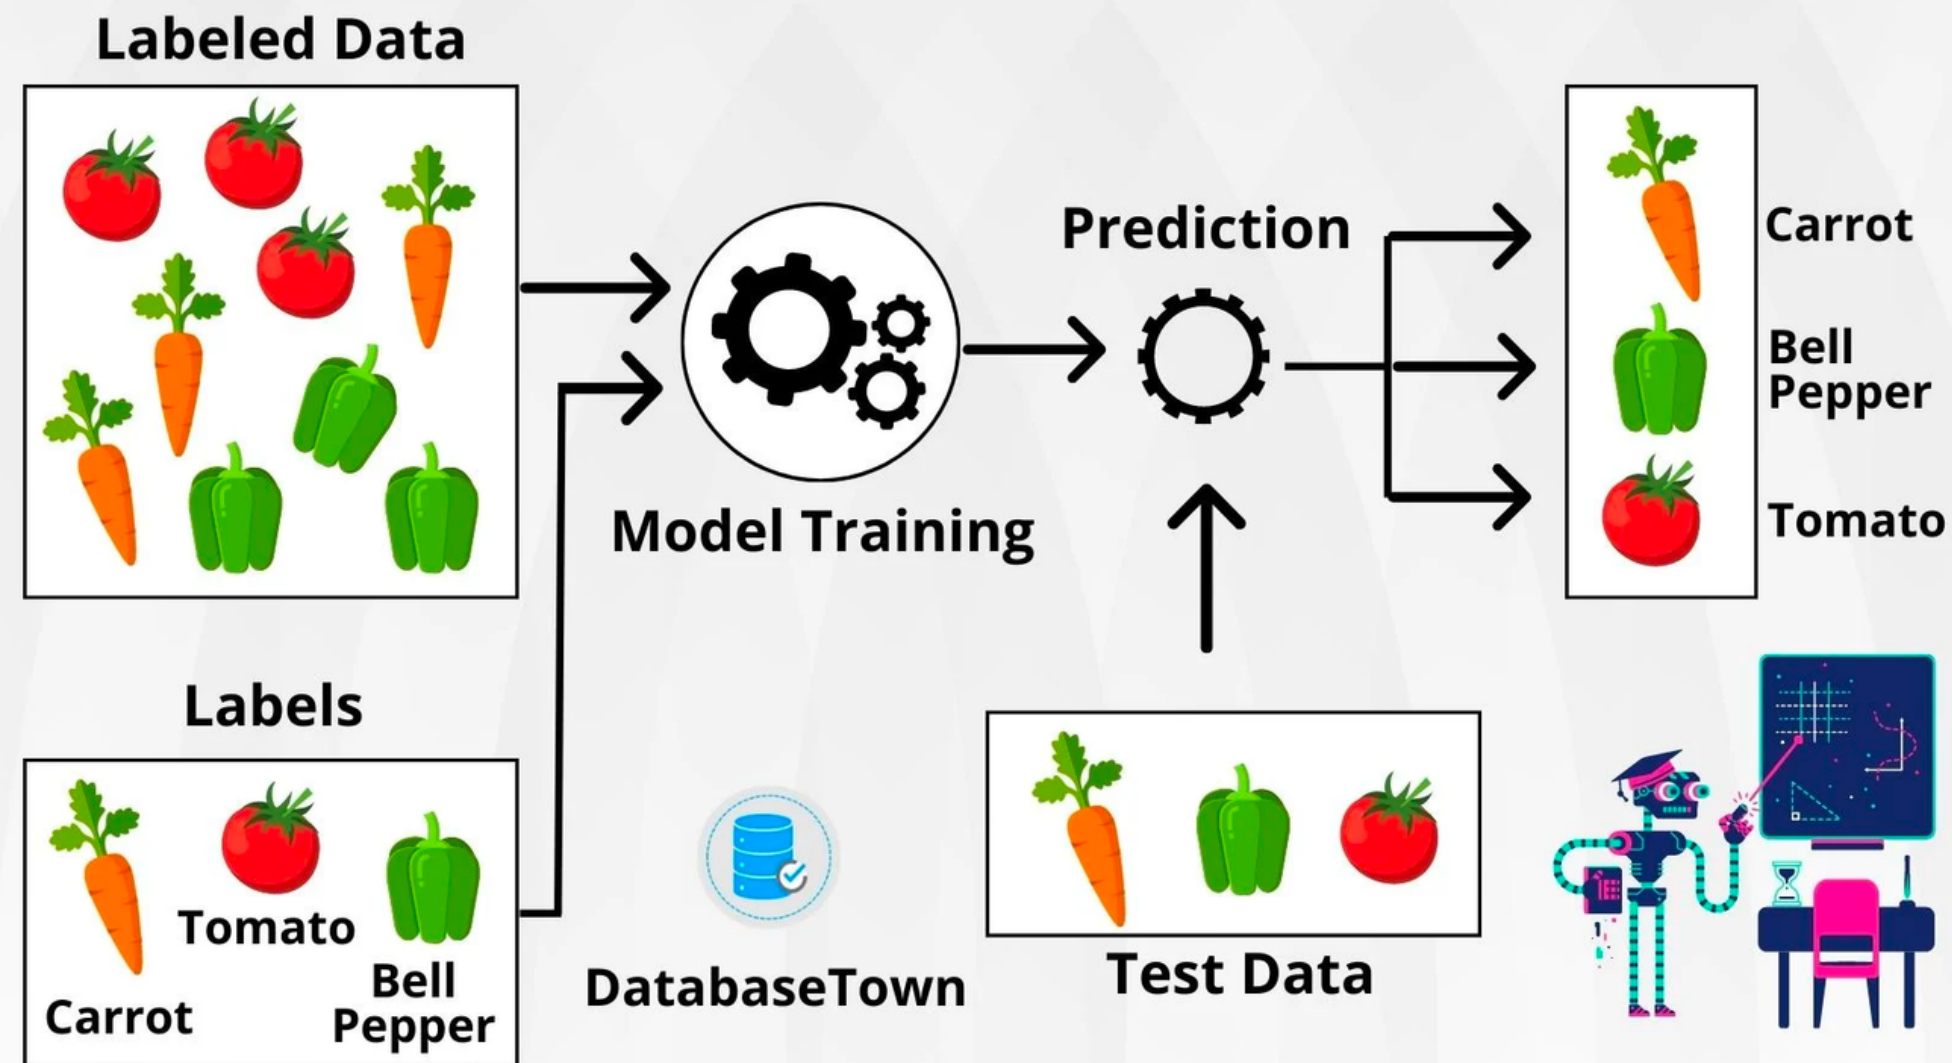 Labeled Data
Labels
Carrot
Tomato
Bell
Pepper
Model Training
DatabaseTown
Prediction
Test Data
Carrot
Bell
Pepper
Tomato